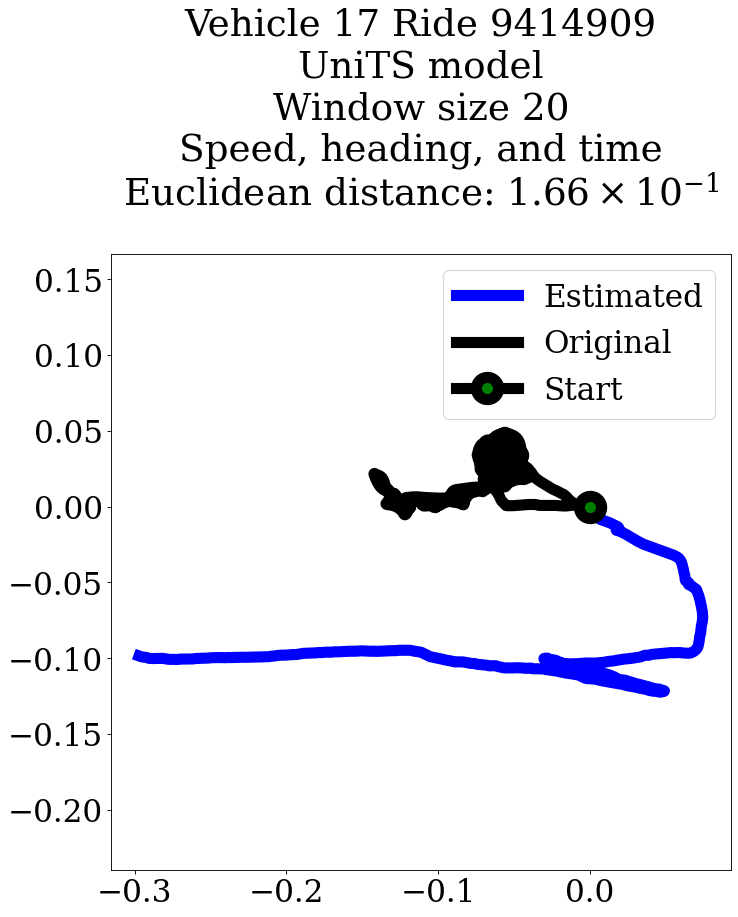 Vehicle 17 Ride 9414909
UniTS model
Window size 20
Speed, heading, and time
Euclidean distance: 1.66 × 10⁻¹
Estimated
Original
Start
0.15
0.10
0.05
0.00
−0.05
−0.10
−0.15
−0.20
−0.3
−0.2
−0.1
0.0